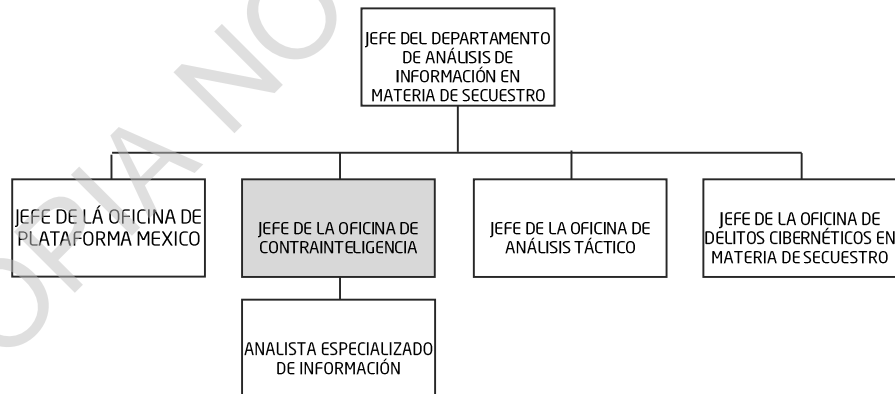 JEFE DEL DEPARTAMENTO
DE ANÁLISIS DE
INFORMACIÓN EN
MATERIA DE SECUESTRO
JEFE DE LÁ OFICINA DE
PLATAFORMA MEXICO
JEFE DE LA OFICINA DE
CONTRAINTELIGENCIA
JEFE DE LA OFICINA DE
ANÁLISIS TÁCTICO
JEFE DE LA OFICINA DE
DELITOS CIBERNÉTICOS EN
MATERIA DE SECUESTRO
ANALISTA ESPECIALIZADO
DE INFORMACIÓN
OPIA NO